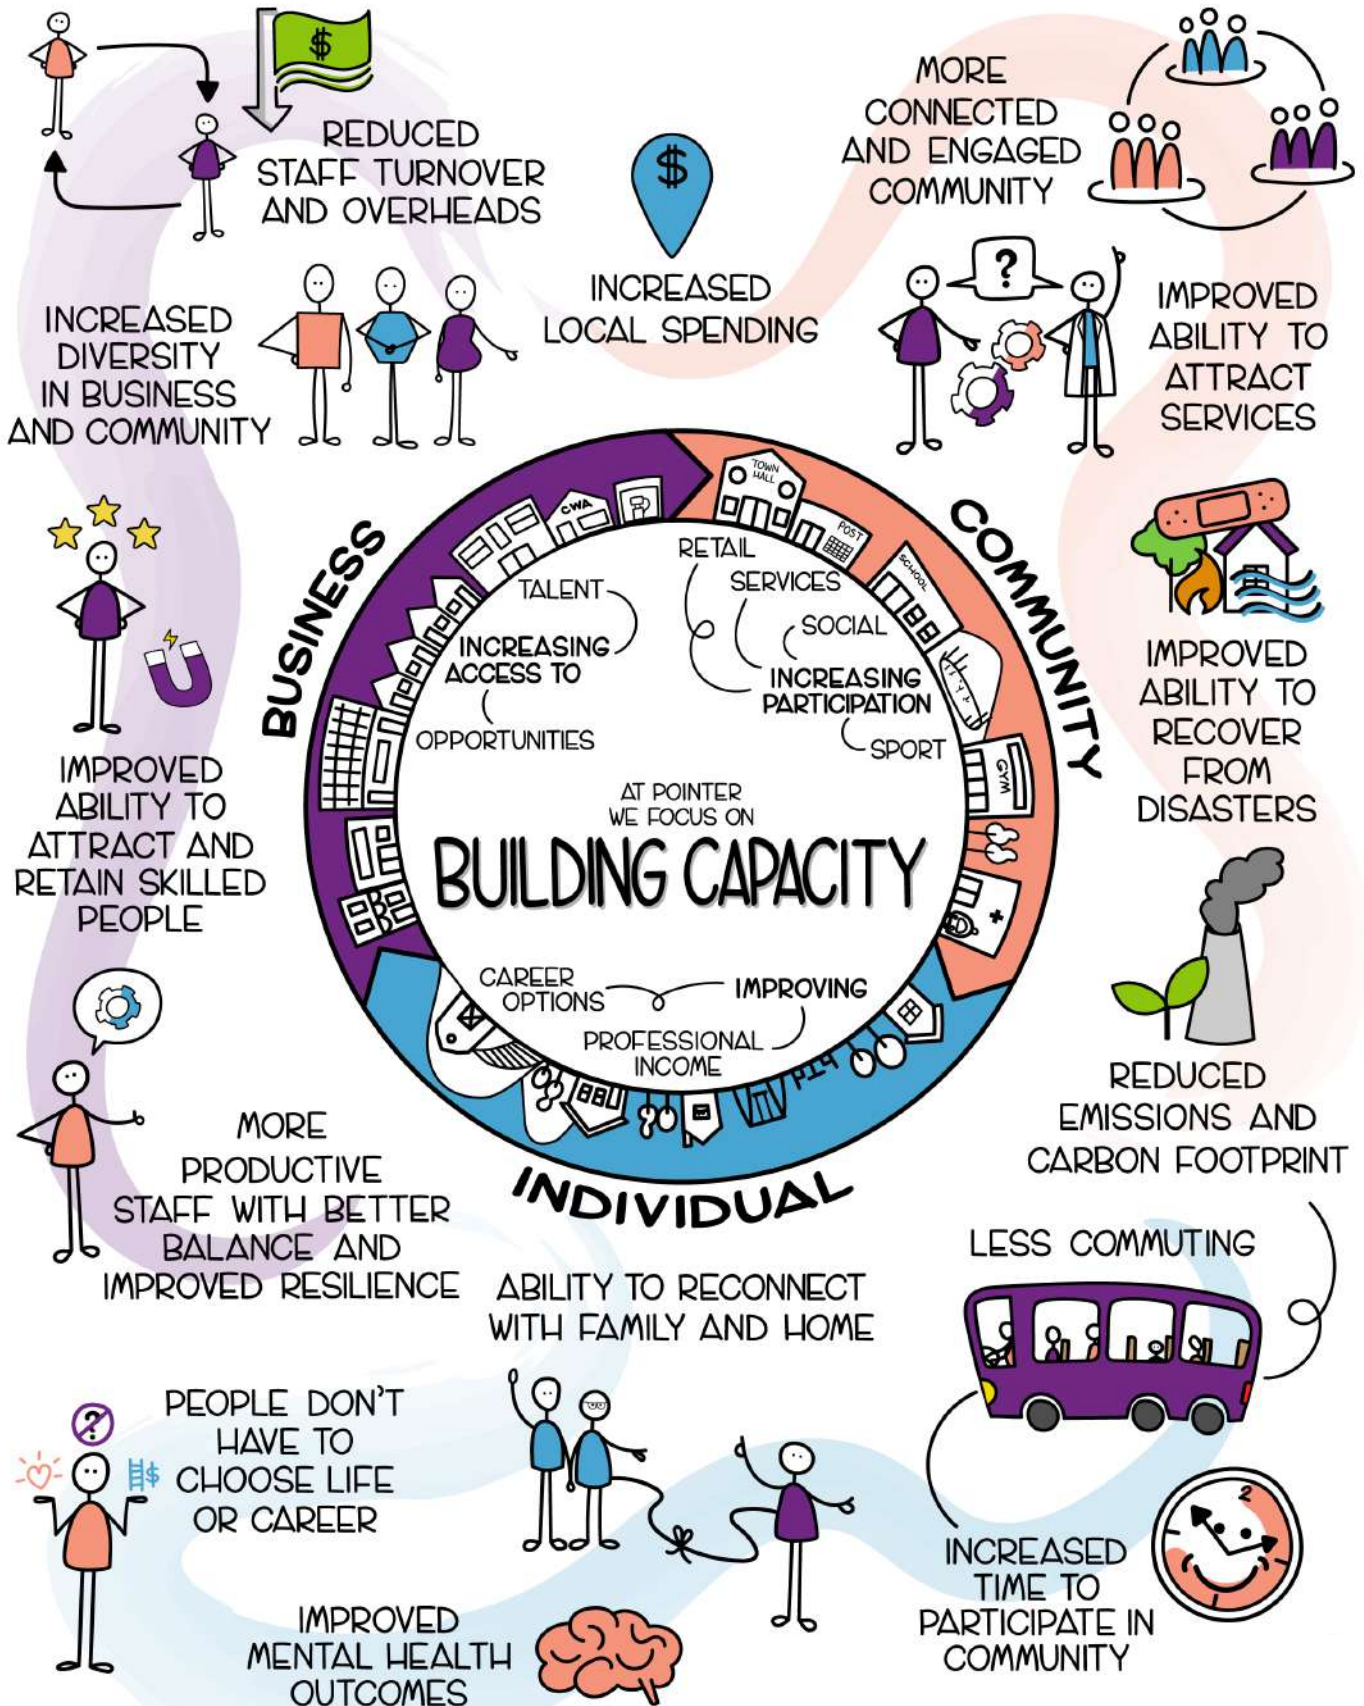 $
REDUCED
STAFF TURNOVER
AND OVERHEADS
$
INCREASED
LOCAL SPENDING
MORE
CONNECTED
AND ENGAGED
COMMUNITY
INCREASED
DIVERSITY
IN BUSINESS
AND COMMUNITY
?
IMPROVED
ABILITY TO
ATTRACT
SERVICES
BUSINESS
COMMUNITY
INDIVIDUAL
CWA
TOWN
HALL
POST
SCHOOL
GYM
TALENT
INCREASING
ACCESS TO
OPPORTUNITIES
RETAIL
SERVICES
SOCIAL
INCREASING
PARTICIPATION
SPORT
AT POINTER
WE FOCUS ON
BUILDING CAPACITY
CAREER
OPTIONS
IMPROVING
PROFESSIONAL
INCOME
IMPROVED
ABILITY TO
ATTRACT AND
RETAIN SKILLED
PEOPLE
IMPROVED
ABILITY TO
RECOVER
FROM
DISASTERS
REDUCED
EMISSIONS AND
CARBON FOOTPRINT
MORE
PRODUCTIVE
STAFF WITH BETTER
BALANCE AND
IMPROVED RESILIENCE
ABILITY TO RECONNECT
WITH FAMILY AND HOME
LESS COMMUTING
?
$
PEOPLE DON'T
HAVE TO
CHOOSE LIFE
OR CAREER
2
INCREASED
TIME TO
PARTICIPATE IN
COMMUNITY
IMPROVED
MENTAL HEALTH
OUTCOMES